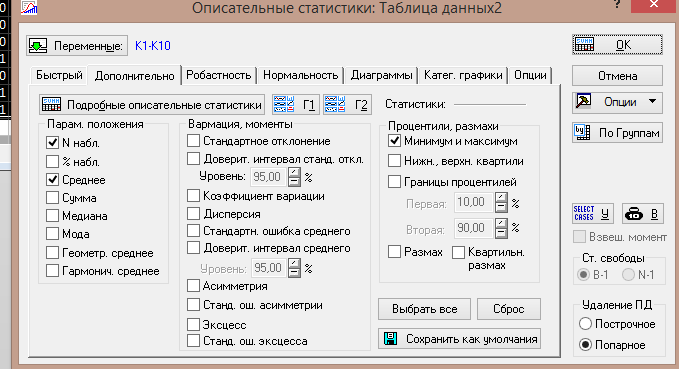 Описательные статистики: Таблица данных2
?
Переменные: K1-K10
OK
Быстрый Дополнительно Робастность Нормальность Диаграммы Катег. графики Опции
Отмена
Подробные описательные статистики Г1 Г2 Статистики:
Опции
Парам. положения
Вармация, моменты
Процентили, размахи
По Группам
N набл.
% набл.
Среднее
Сумма
Медиана
Мода
Геометр. среднее
Гармонич. среднее
Стандартное отклонение
Доверит. интервал станд. откл.
Уровень: 95,00 %
Коэффициент вариации
Дисперсия
Стандартн. ошибка среднего
Доверит. интервал среднего
Уровень: 95,00 %
Асимметрия
Станд. ош. асимметрии
Эксцесс
Станд. ош. эксцесса
Минимум и максимум
Нижн., верхн. квартили
Границы процентилей
Первая: 10,00 %
Вторая: 90,00 %
Размах Квартильн. размах
Выбрать все Сброс
Сохранить как умолчания
SELECT CASES У В
Взвеш. момент
Ст. свободы
В-1 N-1
Удаление ПД
Построчное
Попарное